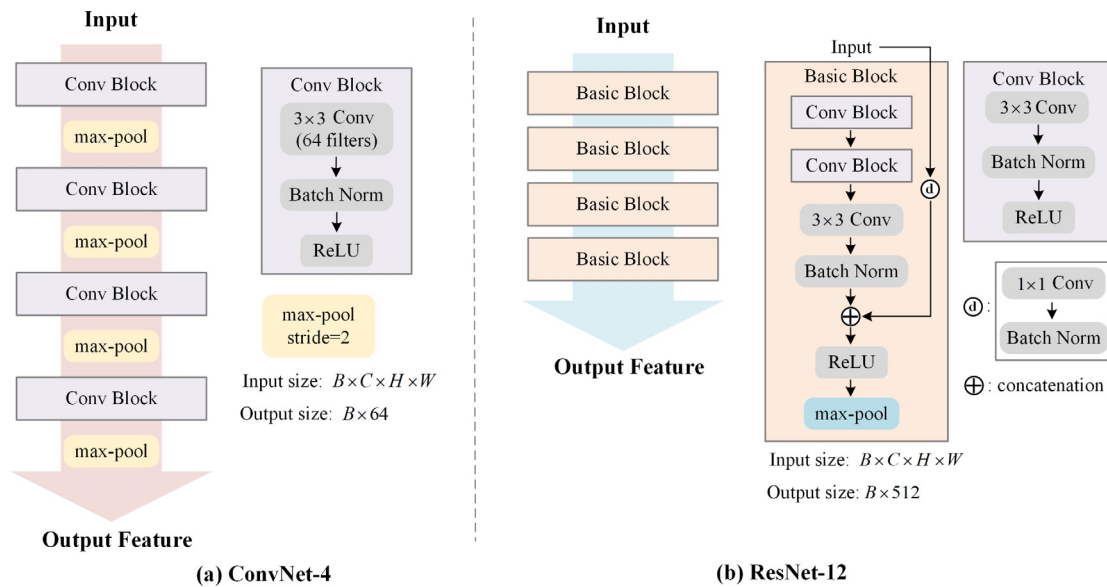 Input
Conv Block
max-pool
Conv Block
max-pool
Conv Block
max-pool
Conv Block
max-pool
Output Feature
Conv Block
3×3 Conv
(64 filters)
Batch Norm
ReLU
max-pool
stride=2
Input size: B×C×H×W
Output size: B×64
(a) ConvNet-4
Input
Basic Block
Basic Block
Basic Block
Basic Block
Output Feature
Input
Basic Block
Conv Block
Conv Block
d
3×3 Conv
Batch Norm
ReLU
max-pool
Input size: B×C×H×W
Output size: B×512
Conv Block
3×3 Conv
Batch Norm
ReLU
d :
1×1 Conv
Batch Norm
⊕: concatenation
(b) ResNet-12